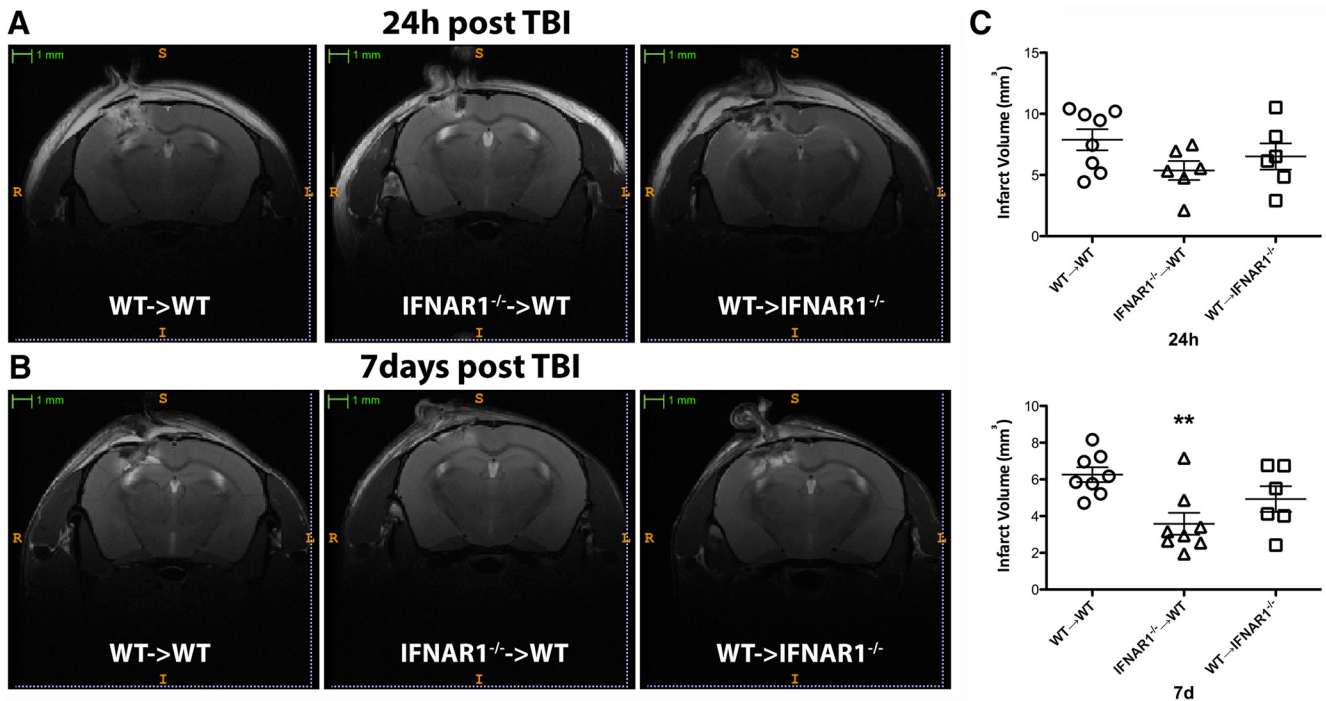 A
24h post TBI
1 mm
S
R
WT->WT
I
1 mm
S
R
L
IFNAR1-/-->WT
I
1 mm
S
R
L
WT->IFNAR1-/-
I
L
B
7days post TBI
1 mm
S
R
L
WT->WT
I
1 mm
S
R
L
IFNAR1-/-->WT
I
1 mm
S
R
L
WT->IFNAR1-/-
I
C
Infarct Volume (mm³)
15
10
5
0
WT→WT
IFNAR1-/-→WT
WT→IFNAR1-/-
24h
Infarct Volume (mm³)
10
8
6
4
2
0
**
WT→WT
IFNAR1-/-→WT
WT→IFNAR1-/-
7d